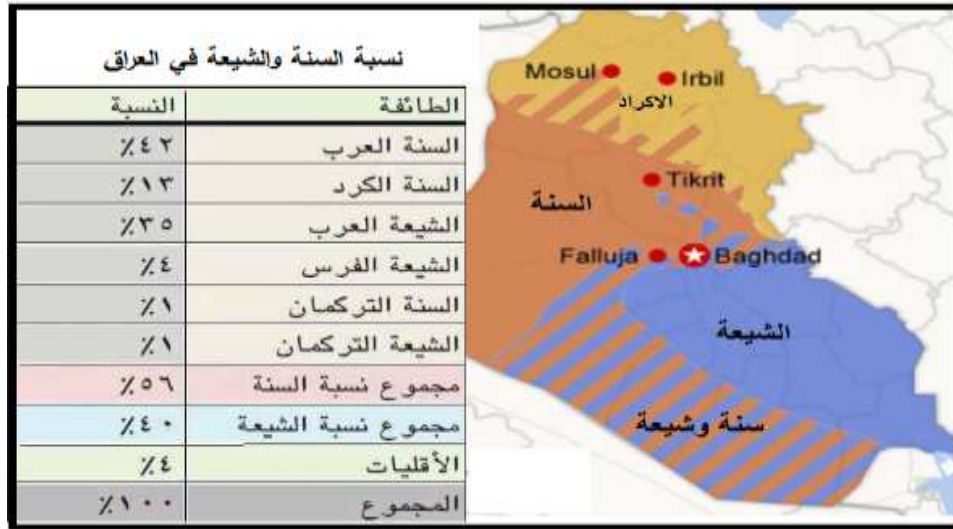 نسبة السنة والشيعة في العراق
الطائفة النسبة
السنة العرب ٤٢٪
السنة الكرد ١٣٪
الشيعة العرب ٣٥٪
الشيعة الفرس ٤٪
السنة التركمان ١٪
الشيعة التركمان ١٪
مجموع نسبة السنة ٥٦٪
مجموع نسبة الشيعة ٤٠٪
الأقليات ٤٪
المجموع ١٠٠٪
Mosul
Irbil
الاكراد
Tikrit
السنة
Falluja
Baghdad
الشيعة
سنة وشيعة